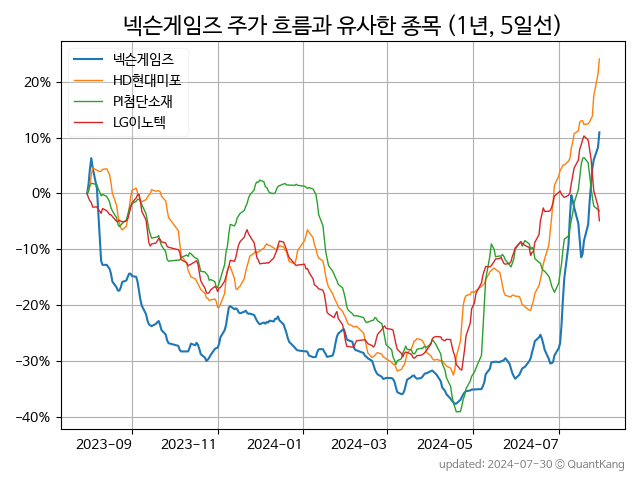 넥슨게임즈 주가 흐름과 유사한 종목 (1년, 5일선)
넥슨게임즈
HD현대미포
PI첨단소재
LG이노텍
20%
10%
0%
−10%
−20%
−30%
−40%
2023−09 2023−11 2024−01 2024−03 2024−05 2024−07
updated: 2024-07-30 © QuantKang